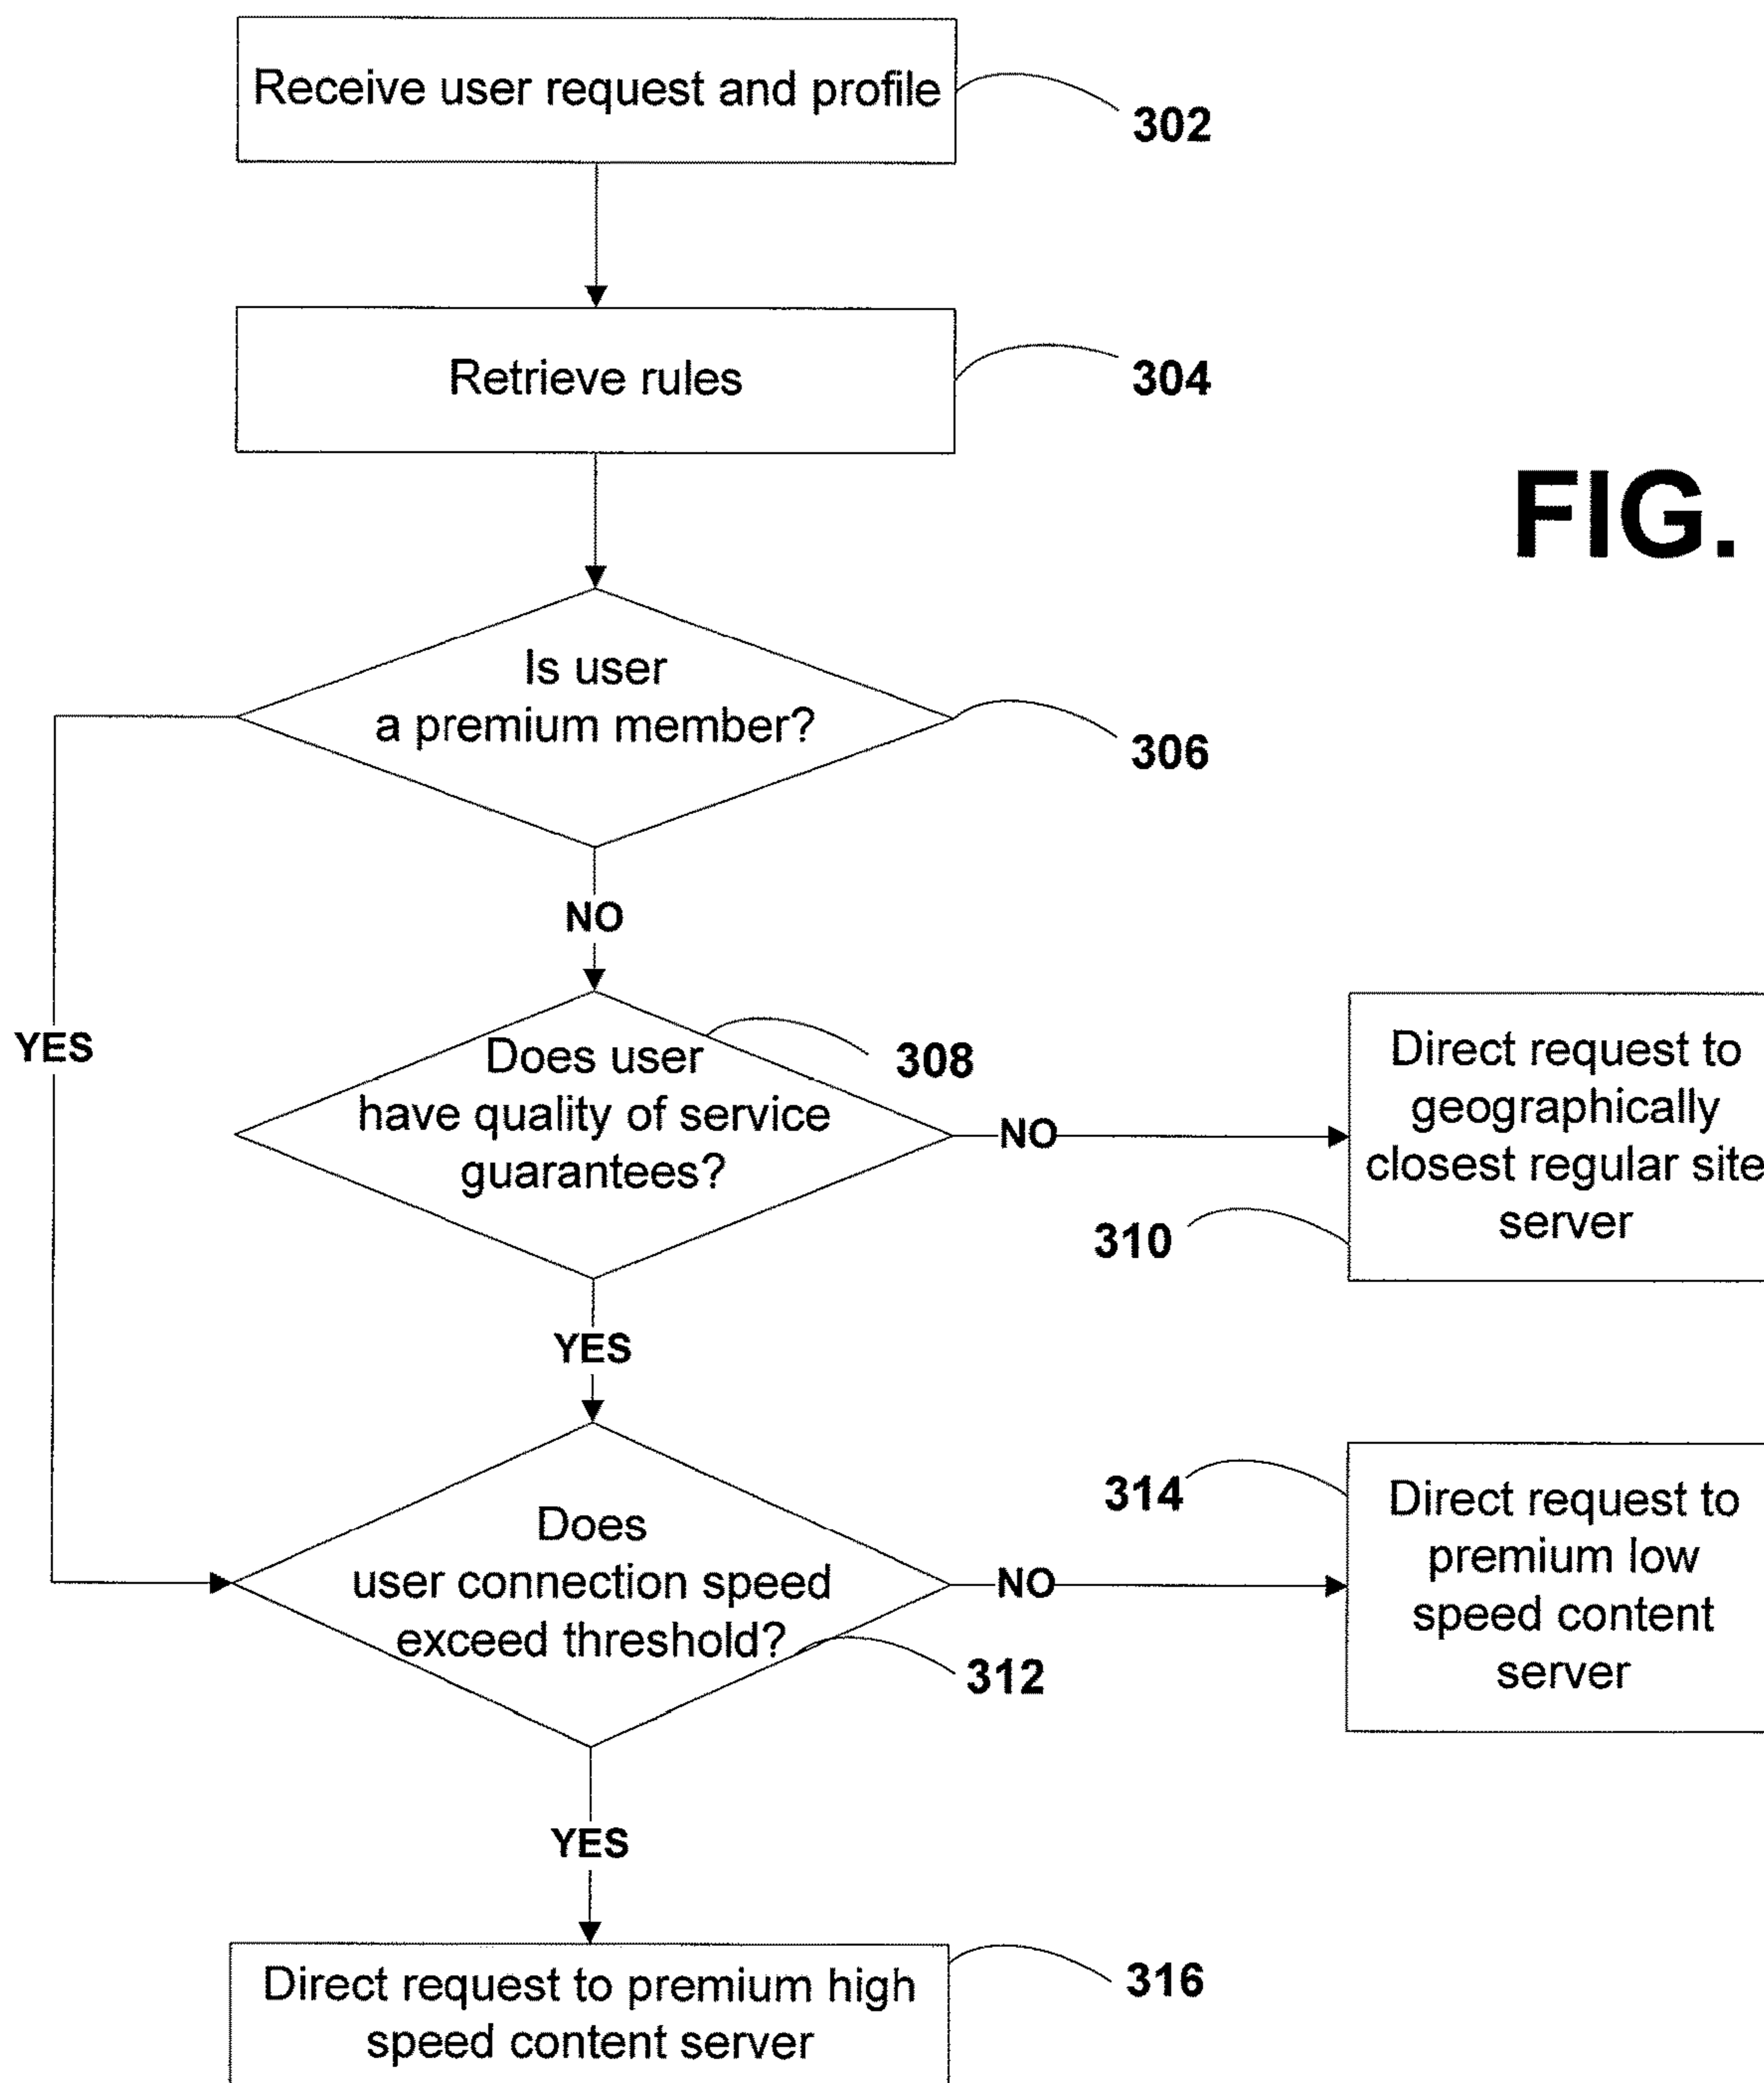 Receive user request and profile
302
Retrieve rules
304
FIG.
Is user
a premium member?
306
NO
YES
Does user
have quality of service
guarantees?
308
NO
Direct request to
geographically
closest regular site
server
310
YES
Does
user connection speed
exceed threshold?
312
NO
314
Direct request to
premium low
speed content
server
YES
Direct request to premium high
speed content server
316